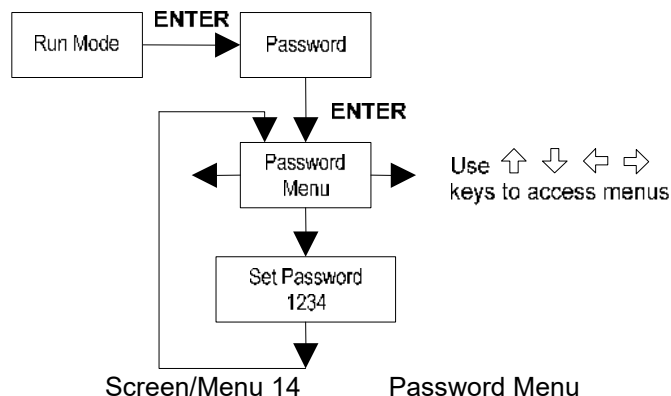 ENTER
Run Mode
Password
ENTER
Password
Menu
Use ⇧ ⇩ ⇦ ⇨
keys to access menus
Set Password
1234
Screen/Menu 14 Password Menu